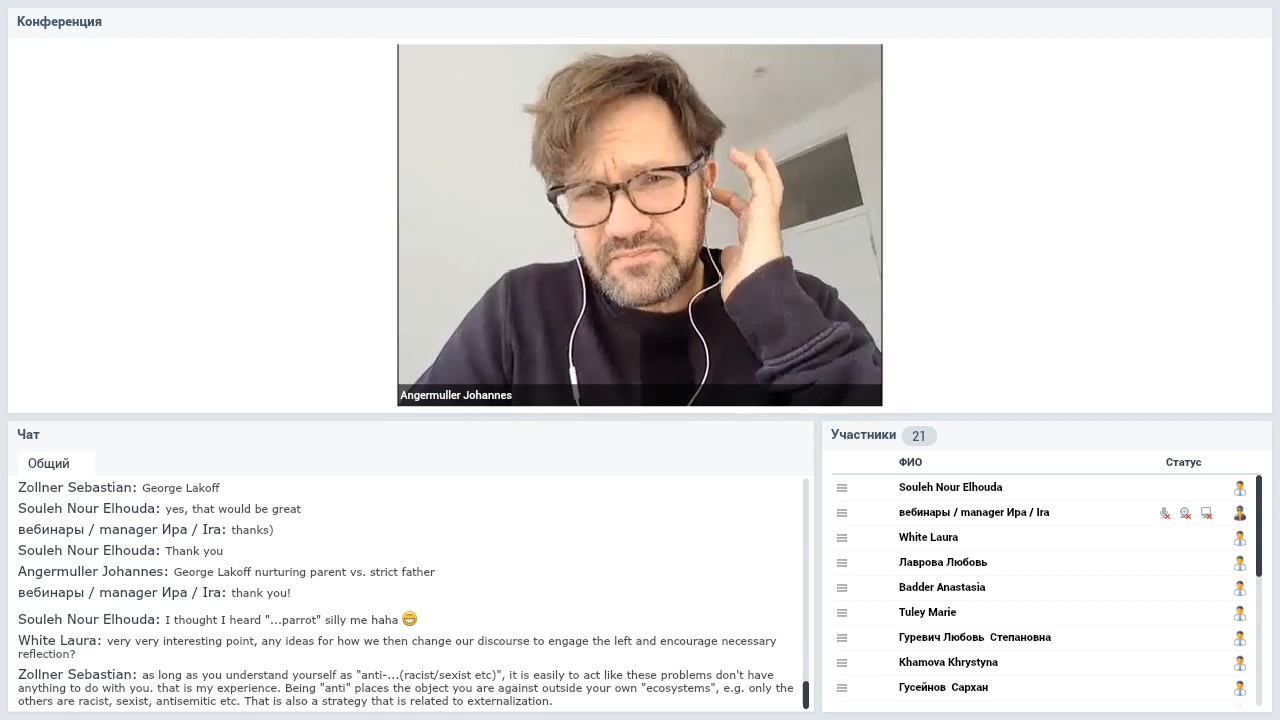 Конференция
Angermuller Johannes
Чат
Общий
Zollner Sebastian: George Lakoff
Souleh Nour Elhouda: yes, that would be great
вебинары / manager Ира / Ira: thanks)
Souleh Nour Elhouda: Thank you
Angermuller Johannes: George Lakoff nurturing parent vs. strict father
вебинары / manager Ира / Ira: thank you!
Souleh Nour Elhouda: I thought I heard "...parrot" silly me haha
White Laura: very very interesting point, any ideas for how we then change our discourse to engage the left and encourage necessary
reflection?
Zollner Sebastian: as long as you understand yourself as "anti-...(racist/sexist etc)", it is easily to act like these problems don't have
anything to do with you. that is my experience. Being "anti" places the object you are against outside your own "ecosystems", e.g. only the
others are racist, sexist, antisemitic etc. That is also a strategy that is related to externalization.
Участники 21
ФИО Статус
Souleh Nour Elhouda
вебинары / manager Ира / Ira
White Laura
Лаврова Любовь
Badder Anastasia
Tuley Marie
Гуревич Любовь Степановна
Khamova Khrystyna
Гусейнов Сархан